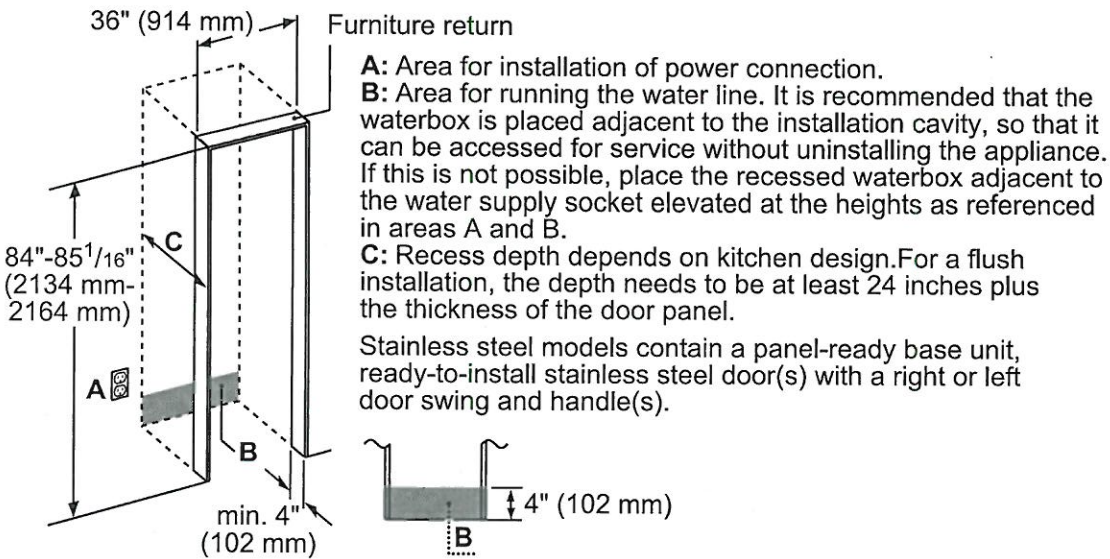 36" (914 mm)
Furniture return
A: Area for installation of power connection.
B: Area for running the water line. It is recommended that the
waterbox is placed adjacent to the installation cavity, so that it
can be accessed for service without uninstalling the appliance.
If this is not possible, place the recessed waterbox adjacent to
the water supply socket elevated at the heights as referenced
in areas A and B.
C: Recess depth depends on kitchen design.For a flush
installation, the depth needs to be at least 24 inches plus
the thickness of the door panel.
Stainless steel models contain a panel-ready base unit,
ready-to-install stainless steel door(s) with a right or left
door swing and handle(s).
C
84"-85 1/16"
(2134 mm-
2164 mm)
A
B
min. 4"
(102 mm)
4" (102 mm)
B